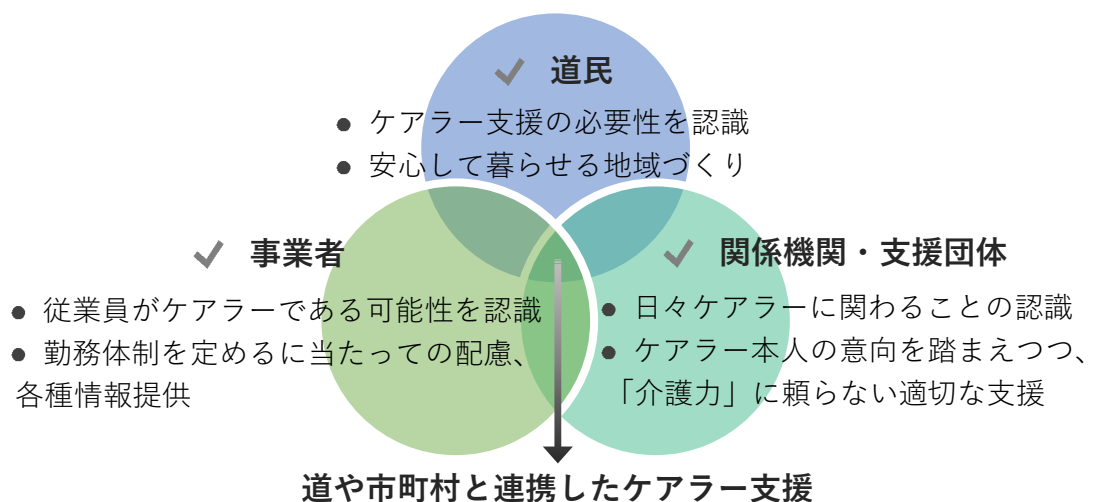 ✓ 道民
● ケアラー支援の必要性を認識
● 安心して暮らせる地域づくり
✓ 事業者
● 従業員がケアラーである可能性を認識
● 勤務体制を定めるに当たっての配慮、
各種情報提供
✓ 関係機関・支援団体
● 日々ケアラーに関わることの認識
● ケアラー本人の意向を踏まえつつ、
「介護力」に頼らない適切な支援
道や市町村と連携したケアラー支援